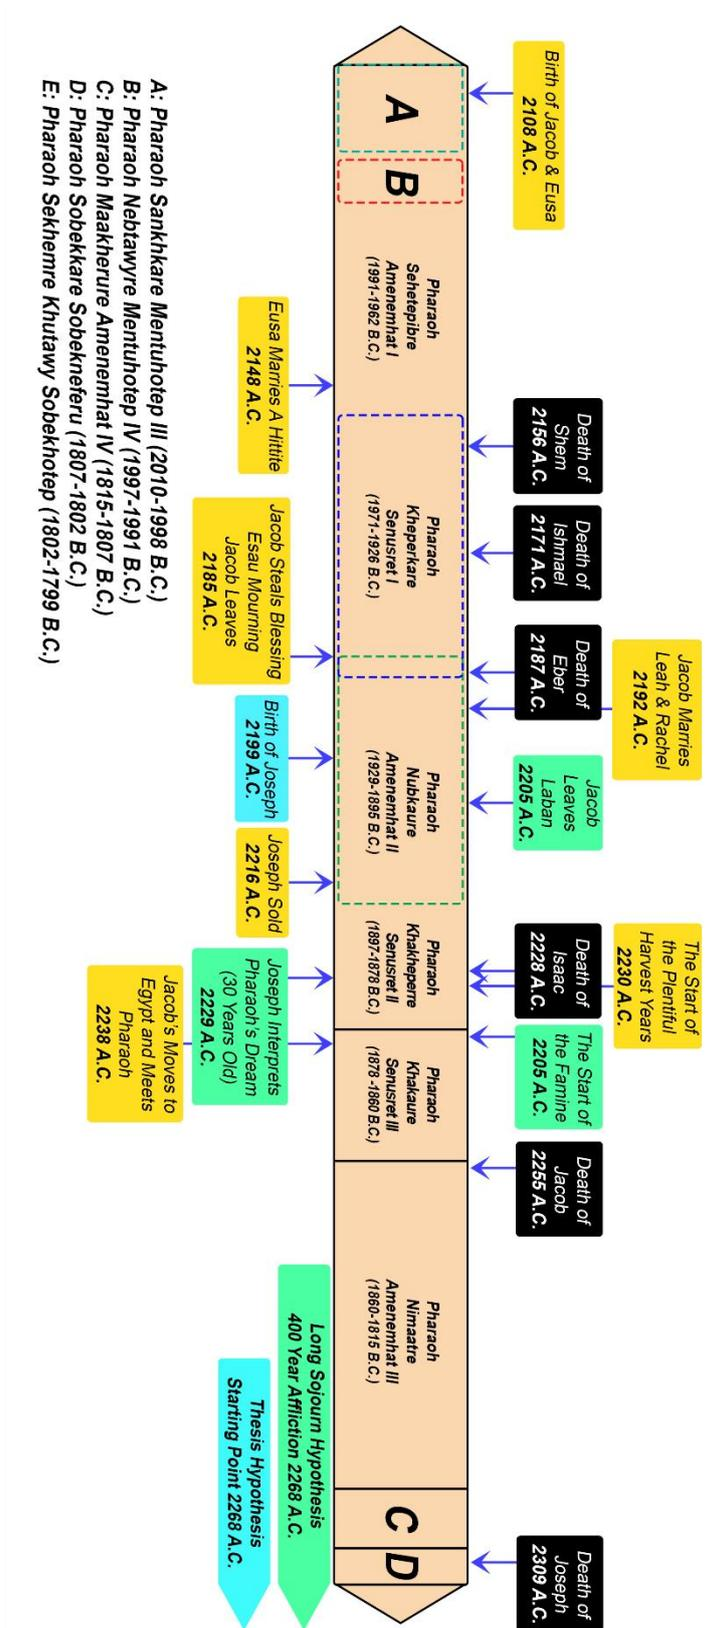 Jacob Marries
Leah & Rachel
2192 A.C.
The Start of
the Plentiful
Harvest Years
2230 A.C.
Birth of Jacob & Eusa
2108 A.C.
Death of
Shem
2156 A.C.
Death of
Ishmael
2171 A.C.
Death of
Eber
2187 A.C.
Jacob
Leaves
Laban
2205 A.C.
Death of
Isaac
2228 A.C.
The Start of
the Famine
2205 A.C.
Death of
Jacob
2255 A.C.
Death of
Joseph
2309 A.C.
A
B
Pharaoh
Sehetepibre
Amenemhat I
(1991-1962 B.C.)
Pharaoh
Kheperkare
Senusret I
(1971-1926 B.C.)
Pharaoh
Nubkaure
Amenemhat II
(1929-1895 B.C.)
Pharaoh
Khakheperre
Senusret II
(1897-1878 B.C.)
Pharaoh
Khakaure
Senusret III
(1878 -1860 B.C.)
Pharaoh
Nimaatre
Amenemhat III
(1860-1815 B.C.)
C
D
Eusa Marries A Hittite
2148 A.C.
Jacob Steals Blessing
Esau Mourning
Jacob Leaves
2185 A.C.
Birth of Joseph
2199 A.C.
Joseph Sold
2216 A.C.
Joseph Interprets
Pharaoh's Dream
(30 Years Old)
2229 A.C.
Jacob's Moves to
Egypt and Meets
Pharaoh
2238 A.C.
Long Sojourn Hypothesis
400 Year Affliction 2268 A.C.
Thesis Hypothesis
Starting Point 2268 A.C.
A: Pharaoh Sankhkare Mentuhotep III (2010-1998 B.C.)
B: Pharaoh Nebtawyre Mentuhotep IV (1997-1991 B.C.)
C: Pharaoh Maakherure Amenemhat IV (1815-1807 B.C.)
D: Pharaoh Sobekkare Sobekneferu (1807-1802 B.C.)
E: Pharaoh Sekhemre Khutawy Sobekhotep (1802-1799 B.C.)